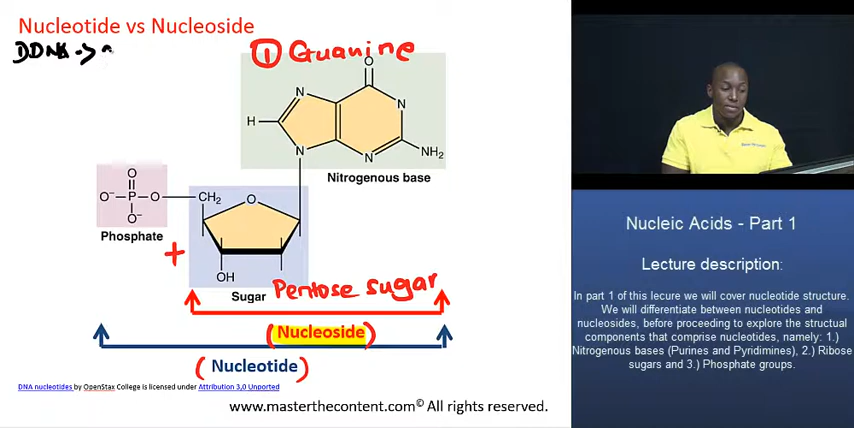 Nucleotide vs Nucleoside
DDNA ->
① Guanine
O
N
N
H
N
N
NH₂
Nitrogenous base
O
O⁻ P O CH₂ O
O⁻
Phosphate
+
OH
Sugar Pentose sugar
(Nucleoside)
(Nucleotide)
DNA nucleotides by OpenStax College is licensed under Attribution 3,0 Unported
www.masterthecontent.com© All rights reserved.
Nucleic Acids - Part 1
Lecture description:
In part 1 of this lecure we will cover nucleotide structure.
We will differentiate between nucleotides and
nucleosides, before proceeding to explore the structual
components that comprise nucleotides, namely: 1.)
Nitrogenous bases (Purines and Pyridimines), 2.) Ribose
sugars and 3.) Phosphate groups.